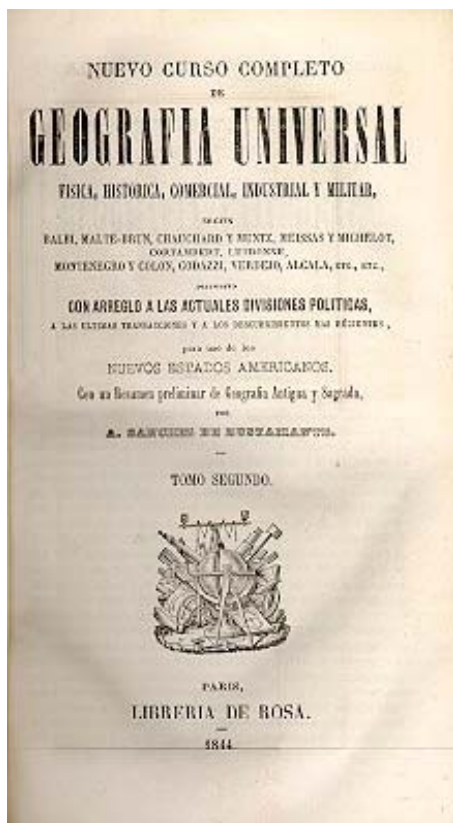 NUEVO CURSO COMPLETO
DE
GEOGRAFIA UNIVERSAL
FISICA, HISTORICA, COMERCIAL, INDUSTRIAL Y MILITAR,
SEGUN
BALBI, MALTE-BRUN, CHAUCHARD Y MUNTZ, MEISSAS Y MICHELOT,
CORTAMBERT, LETRONNE,
MONTENEGRO Y COLON, CODAZZI, VERDEJO, ALCALA, ETC., ETC.,
CON ARREGLO A LAS ACTUALES DIVISIONES POLITICAS,
A LAS ULTIMAS TRANSACCIONES Y A LOS DESCUBRIMIENTOS MAS RECIENTES,
para uso de los
NUEVOS ESTADOS AMERICANOS.
Con un Resumen preliminar de Geografia Antigua y Sagrada,
POR
A. SANCHEZ DE BUSTAMANTE.
TOMO SEGUNDO.
PARIS,
LIBRERIA DE ROSA.
1844